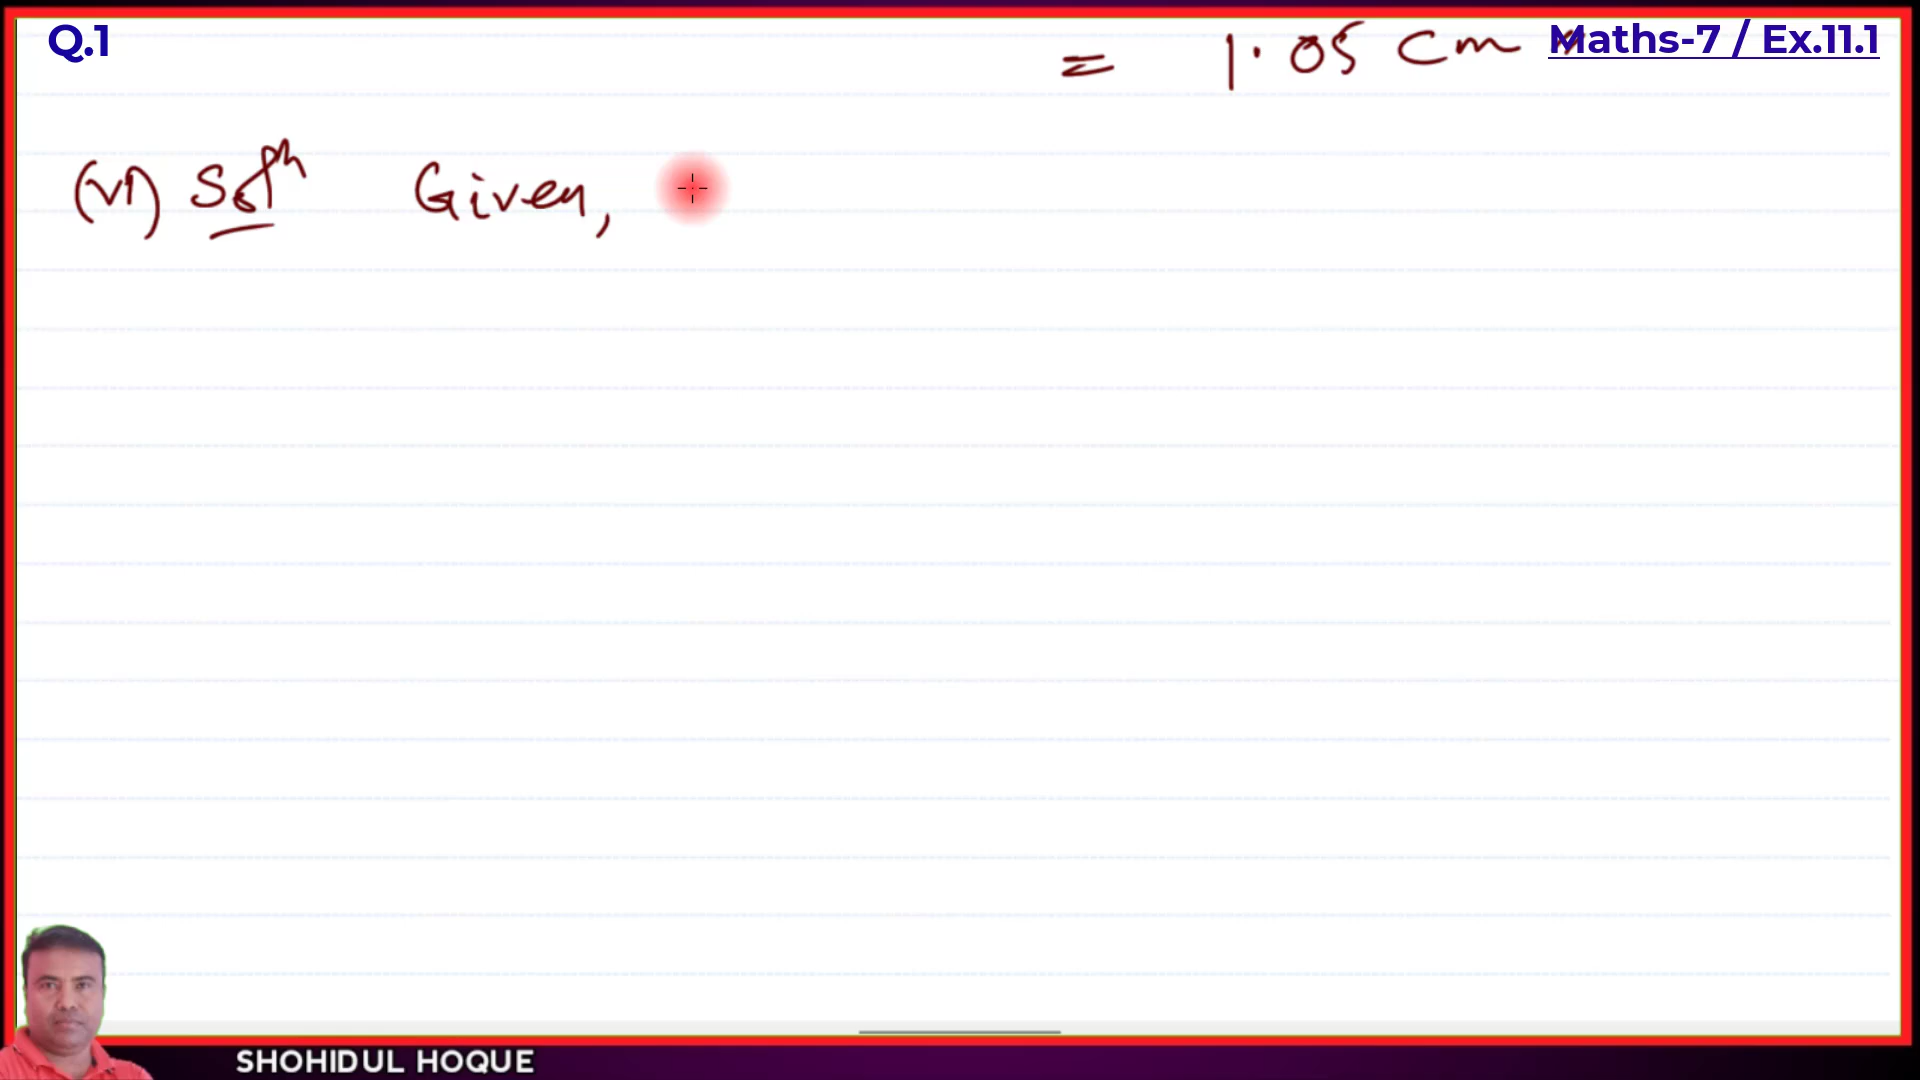 Q.1
Maths-7 / Ex.11.1
= 1.05 cm
(vi) Soln Given,
SHOHIDUL HOQUE